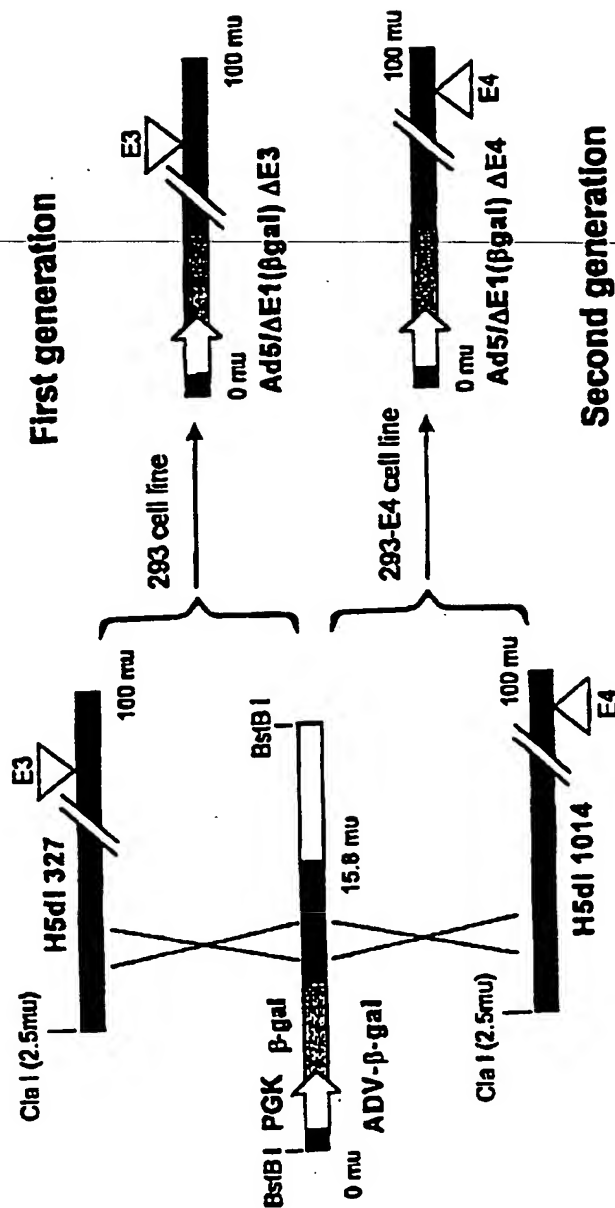 First generation
Cla I (2.5mu)
E3
H5dl 327
100 mu
293 cell line
E3
0 mu
100 mu
Ad5/ΔE1(βgal) ΔE3
BstB I
PGK
β-gal
BstB I
0 mu
15.8 mu
ADV-β-gal
293-E4 cell line
0 mu
100 mu
E4
Ad5/ΔE1(βgal) ΔE4
Cla I (2.5mu)
100 mu
H5dl 1014
E4
Second generation